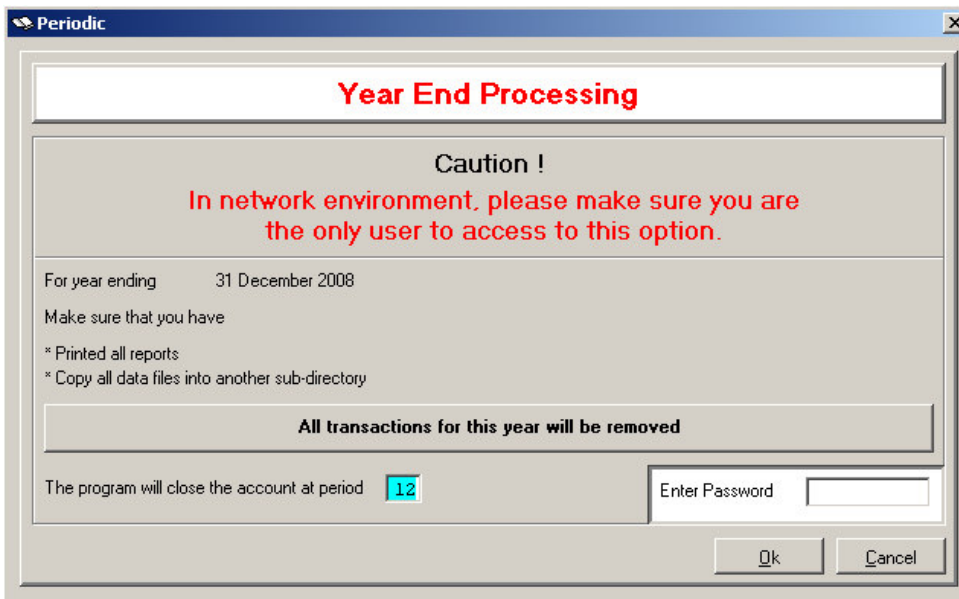 Periodic
Year End Processing
Caution !
In network environment, please make sure you are
the only user to access to this option.
For year ending 31 December 2008
Make sure that you have
* Printed all reports
* Copy all data files into another sub-directory
All transactions for this year will be removed
The program will close the account at period 12
Enter Password
Ok Cancel